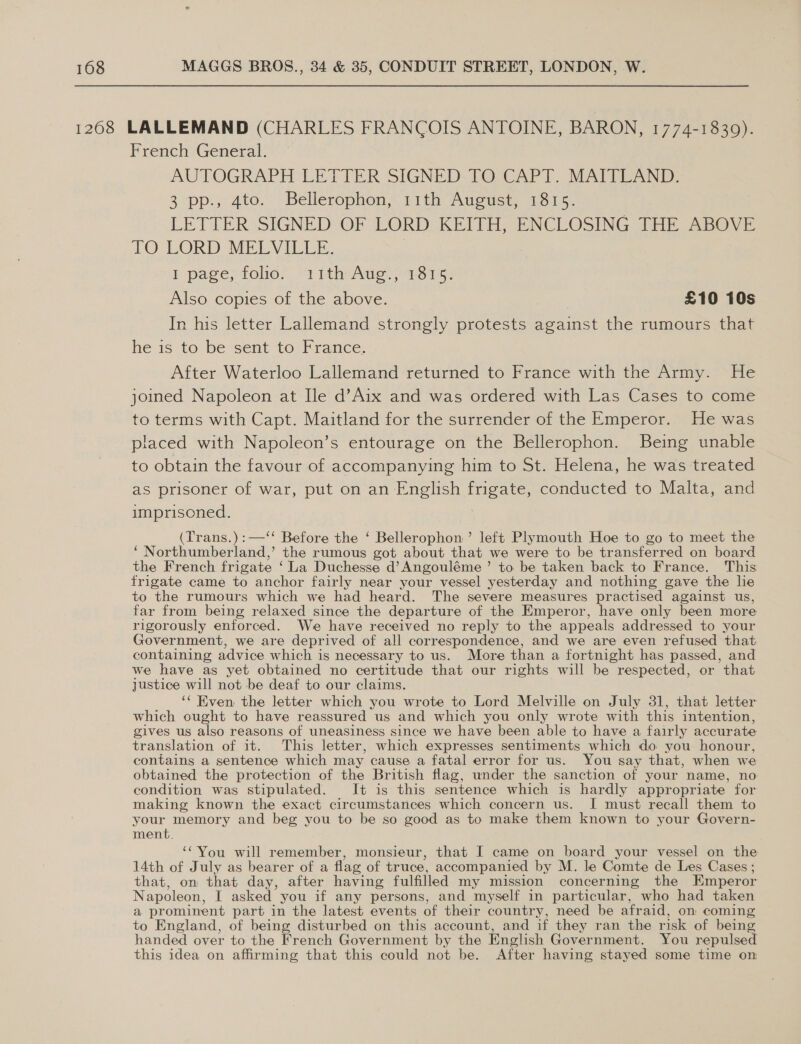 168 MAGGS BROS., 34 & 35, CONDUIT STREET, LONDON, W.
1268 LALLEMAND (CHARLES FRANÇOIS ANTOINE, BARON, 1774-1839).
French General.
AUTOGRAPH LETTER SIGNED TO CAPT. MAITLAND.
3 pp., 4to. Bellerophon, 11th August, 1815.
LETTER SIGNED OF LORD KEITH, ENCLOSING THE ABOVE
TO LORD MELVILLE.
1 page, folio. 11th Aug., 1815.
Also copies of the above. £10 10s
In his letter Lallemand strongly protests against the rumours that
he is to be sent to France.
After Waterloo Lallemand returned to France with the Army. He
joined Napoleon at Ile d'Aix and was ordered with Las Cases to come
to terms with Capt. Maitland for the surrender of the Emperor. He was
placed with Napoleon's entourage on the Bellerophon. Being unable
to obtain the favour of accompanying him to St. Helena, he was treated
as prisoner of war, put on an English frigate, conducted to Malta, and
imprisoned.
(Trans.):—“ Before the ‘ Bellerophon ’ left Plymouth Hoe to go to meet the
‘ Northumberland,’ the rumous got about that we were to be transferred on board
the French frigate ‘ La Duchesse d'Angoulême ’ to be taken back to France. This
frigate came to anchor fairly near your vessel yesterday and nothing gave the lie
to the rumours which we had heard. The severe measures practised against us,
far from being relaxed since the departure of the Emperor, have only been more
rigorously enforced. We have received no reply to the appeals addressed to your
Government, we are deprived of all correspondence, and we are even refused that
containing advice which is necessary to us. More than a fortnight has passed, and
we have as yet obtained no certitude that our rights will be respected, or that
justice will not be deaf to our claims.
“ Even the letter which you wrote to Lord Melville on July 31, that letter
which ought to have reassured us and which you only wrote with this intention,
gives us also reasons of uneasiness since we have been able to have a fairly accurate
translation of it. This letter, which expresses sentiments which do you honour,
contains a sentence which may cause a fatal error for us. You say that, when we
obtained the protection of the British flag, under the sanction of your name, no
condition was stipulated. It is this sentence which is hardly appropriate for
making known the exact circumstances which concern us. I must recall them to
your memory and beg you to be so good as to make them known to your Govern-
ment.
“ You will remember, monsieur, that I came on board your vessel on the
14th of July as bearer of a flag of truce, accompanied by M. le Comte de Les Cases;
that, on that day, after having fulfilled my mission concerning the Emperor
Napoleon, I asked you if any persons, and myself in particular, who had taken
a prominent part in the latest events of their country, need be afraid, on coming
to England, of being disturbed on this account, and if they ran the risk of being
handed over to the French Government by the English Government. You repulsed
this idea on affirming that this could not be. After having stayed some time on